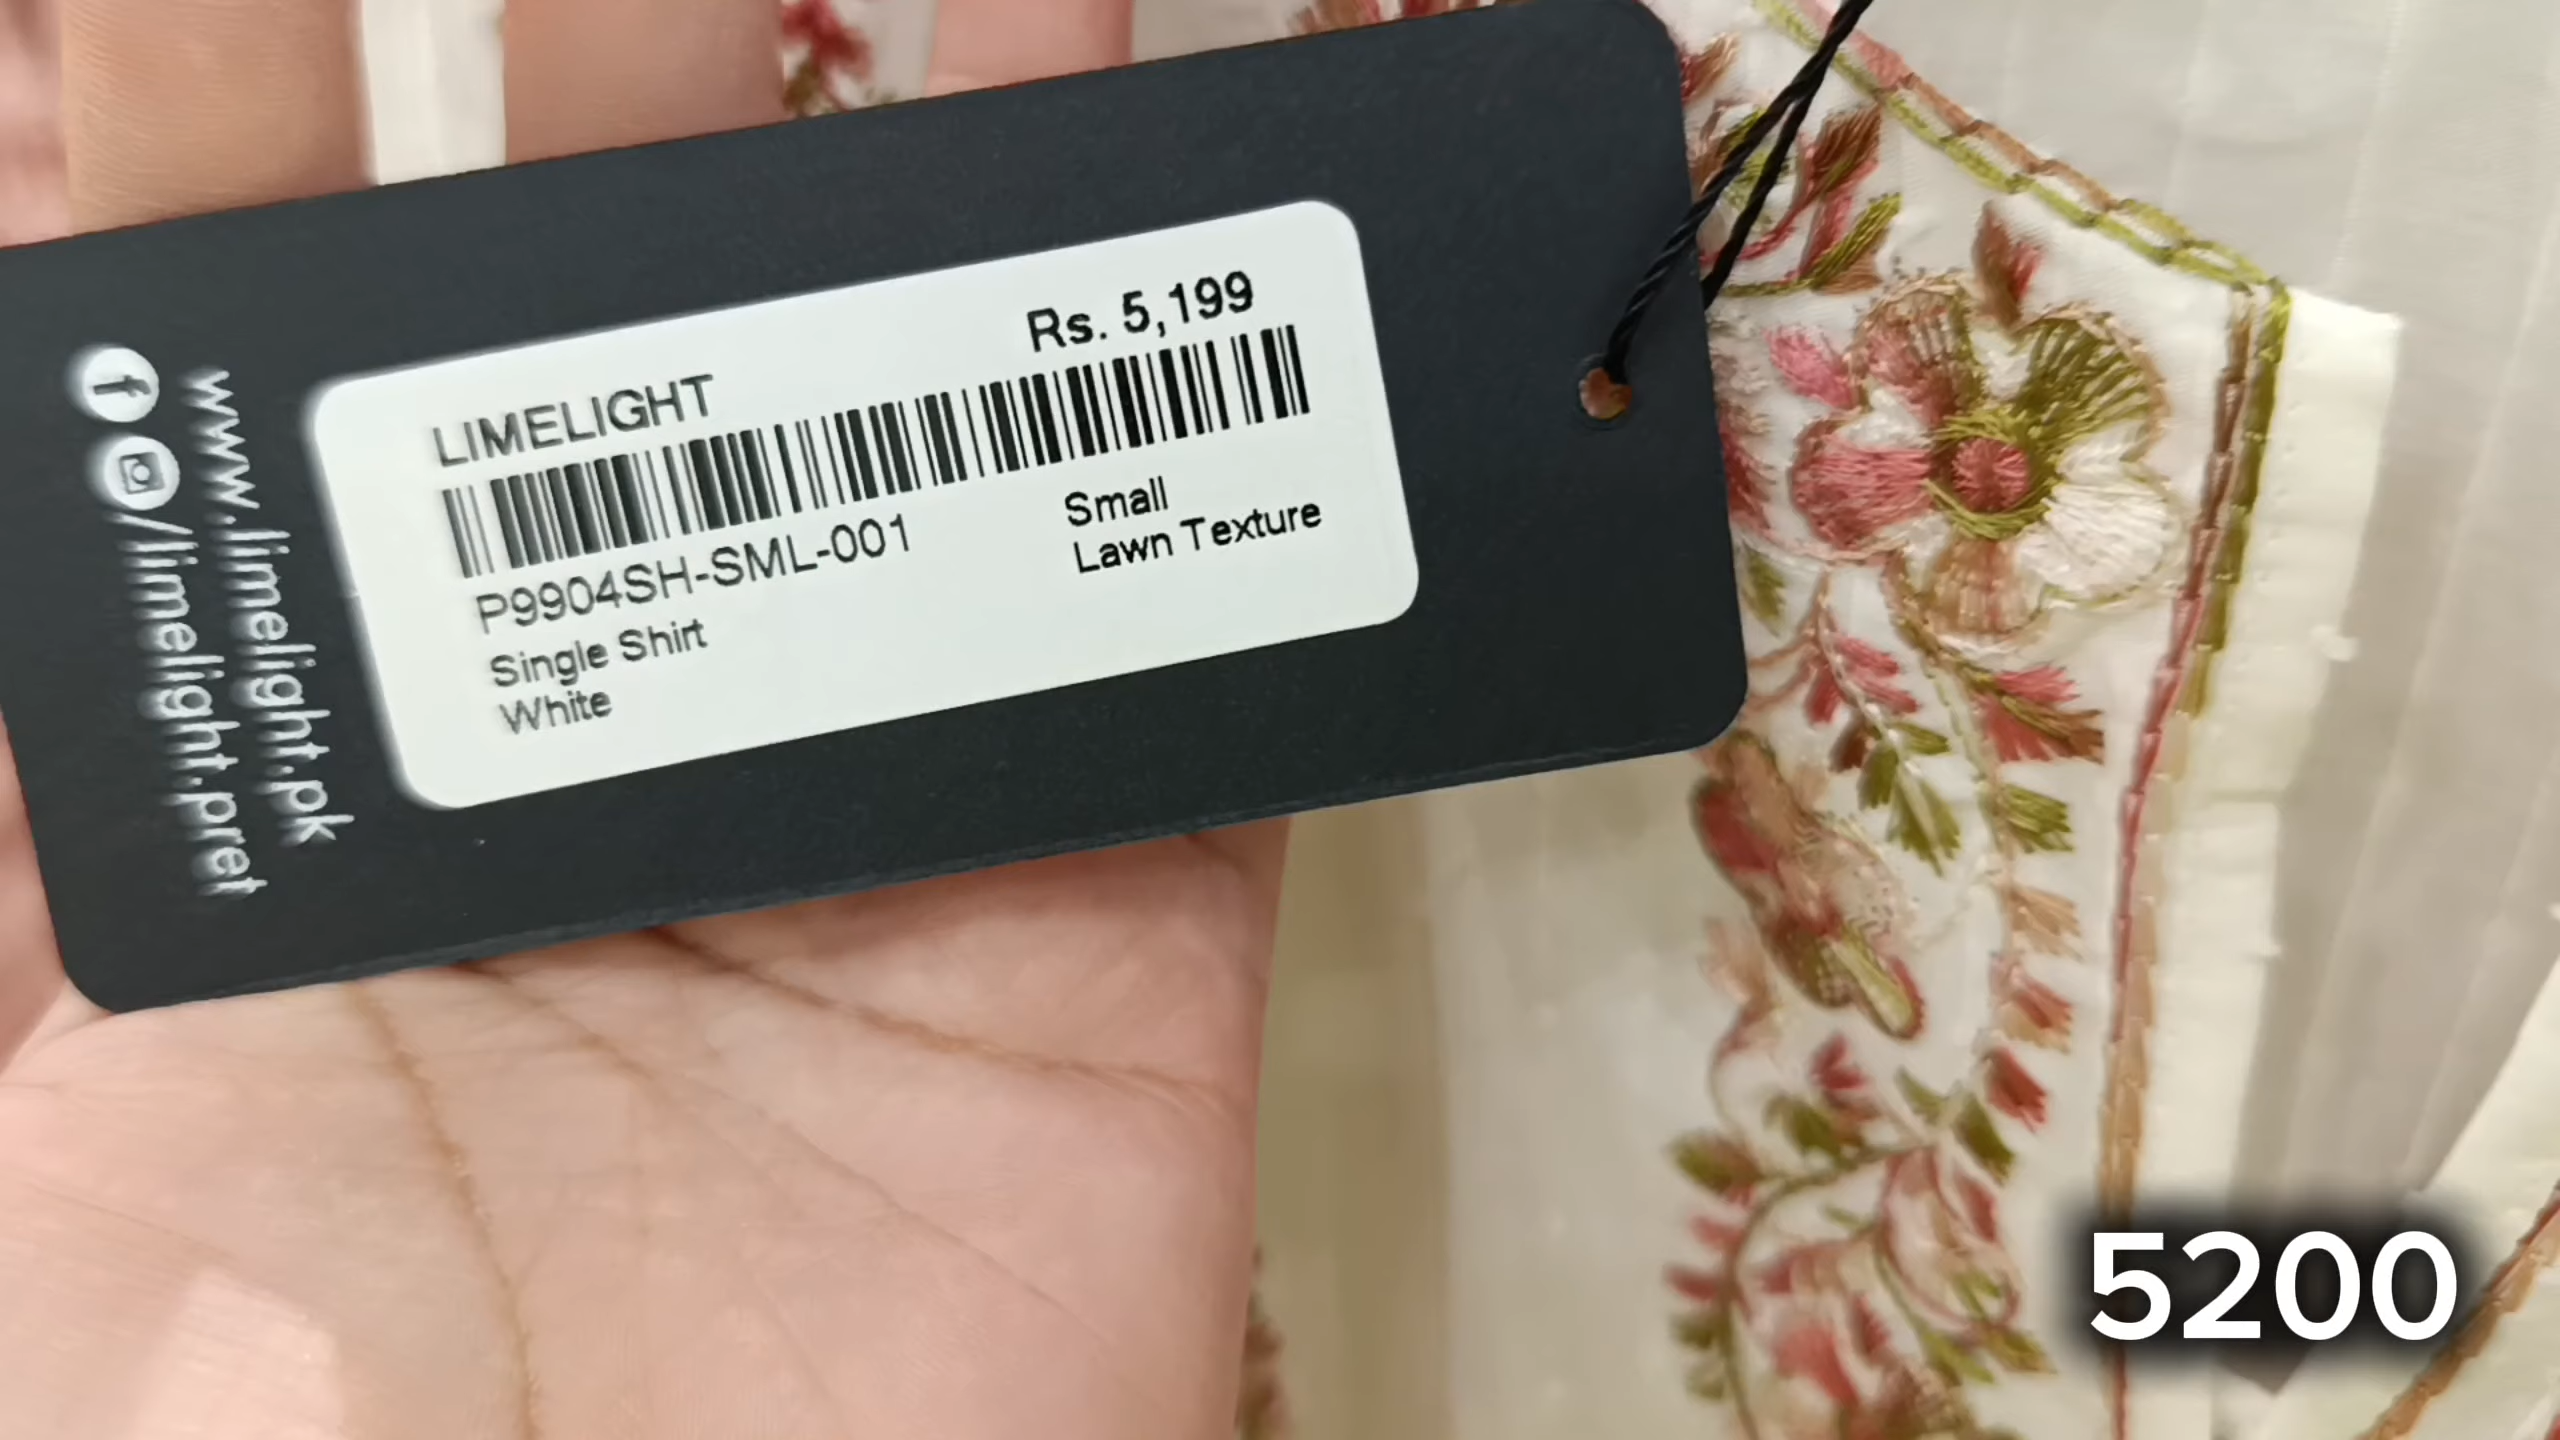 LIMELIGHT
Rs. 5,199
P9904SH-SML-001
Small
Single Shirt
Lawn Texture
White
www.limelight.pk
/limelight.pret
5200